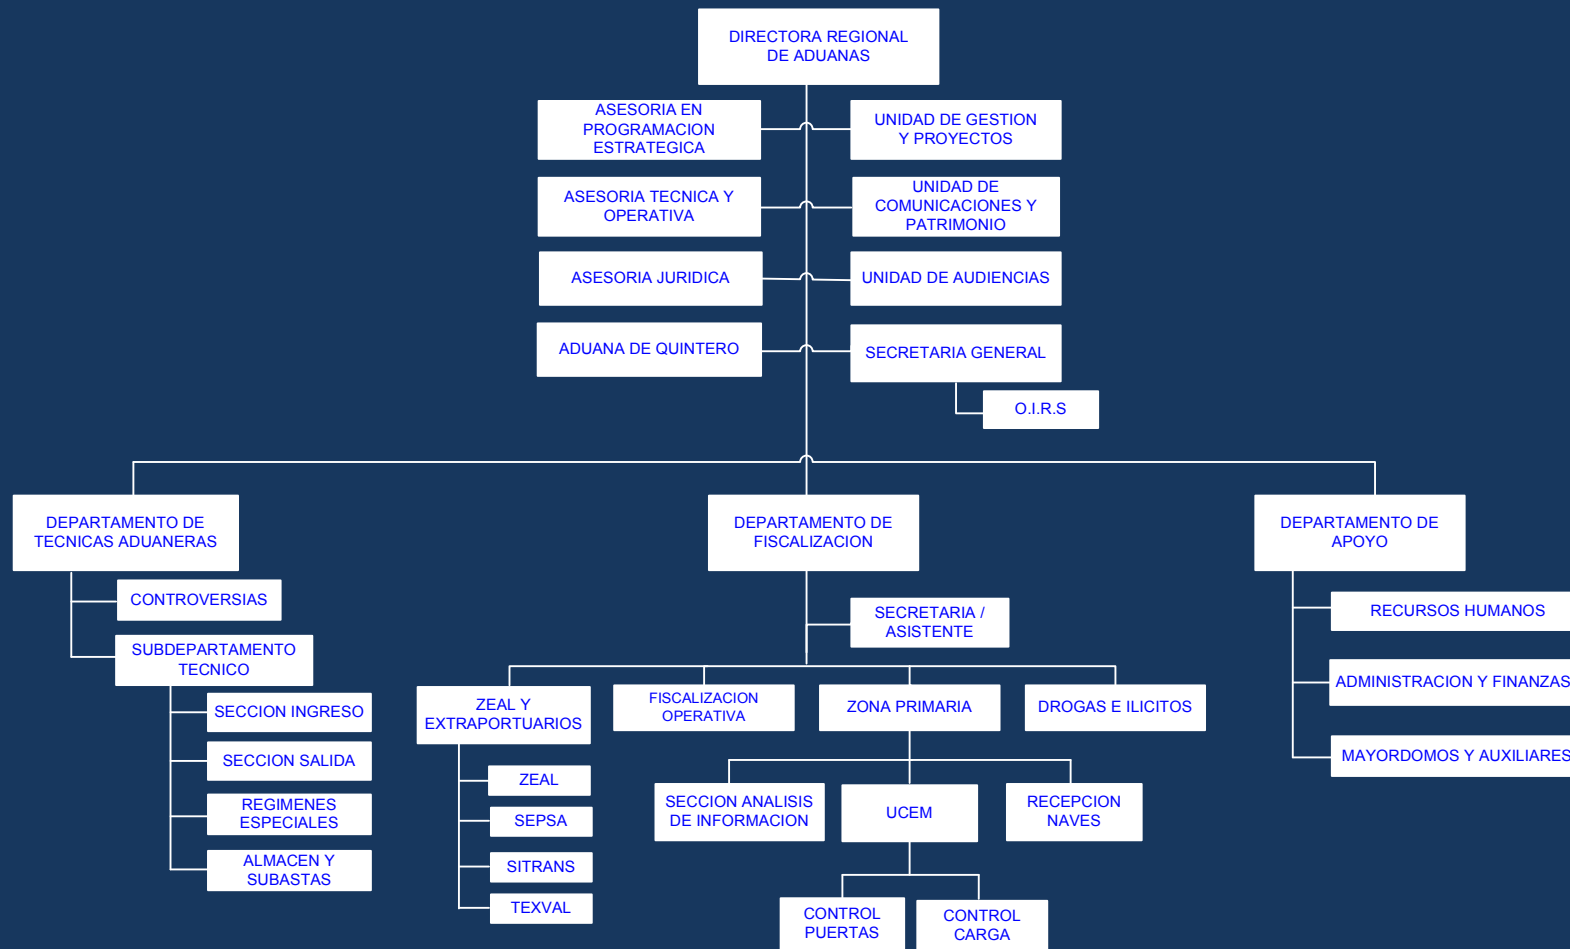 DIRECTORA REGIONAL
DE ADUANAS
ASESORIA EN
PROGRAMACION
ESTRATEGICA
UNIDAD DE GESTION
Y PROYECTOS
ASESORIA TECNICA Y
OPERATIVA
UNIDAD DE
COMUNICACIONES Y
PATRIMONIO
ASESORIA JURIDICA
UNIDAD DE AUDIENCIAS
ADUANA DE QUINTERO
SECRETARIA GENERAL
O.I.R.S
DEPARTAMENTO DE
TECNICAS ADUANERAS
CONTROVERSIAS
SUBDEPARTAMENTO
TECNICO
SECCION INGRESO
SECCION SALIDA
REGIMENES
ESPECIALES
ALMACEN Y
SUBASTAS
DEPARTAMENTO DE
FISCALIZACION
SECRETARIA /
ASISTENTE
ZEAL Y
EXTRAPORTUARIOS
ZEAL
SEPSA
SITRANS
TEXVAL
FISCALIZACION
OPERATIVA
ZONA PRIMARIA
SECCION ANALISIS
DE INFORMACION
UCEM
CONTROL
PUERTAS
CONTROL
CARGA
RECEPCION
NAVES
DROGAS E ILICITOS
DEPARTAMENTO DE
APOYO
RECURSOS HUMANOS
ADMINISTRACION Y FINANZAS
MAYORDOMOS Y AUXILIARES